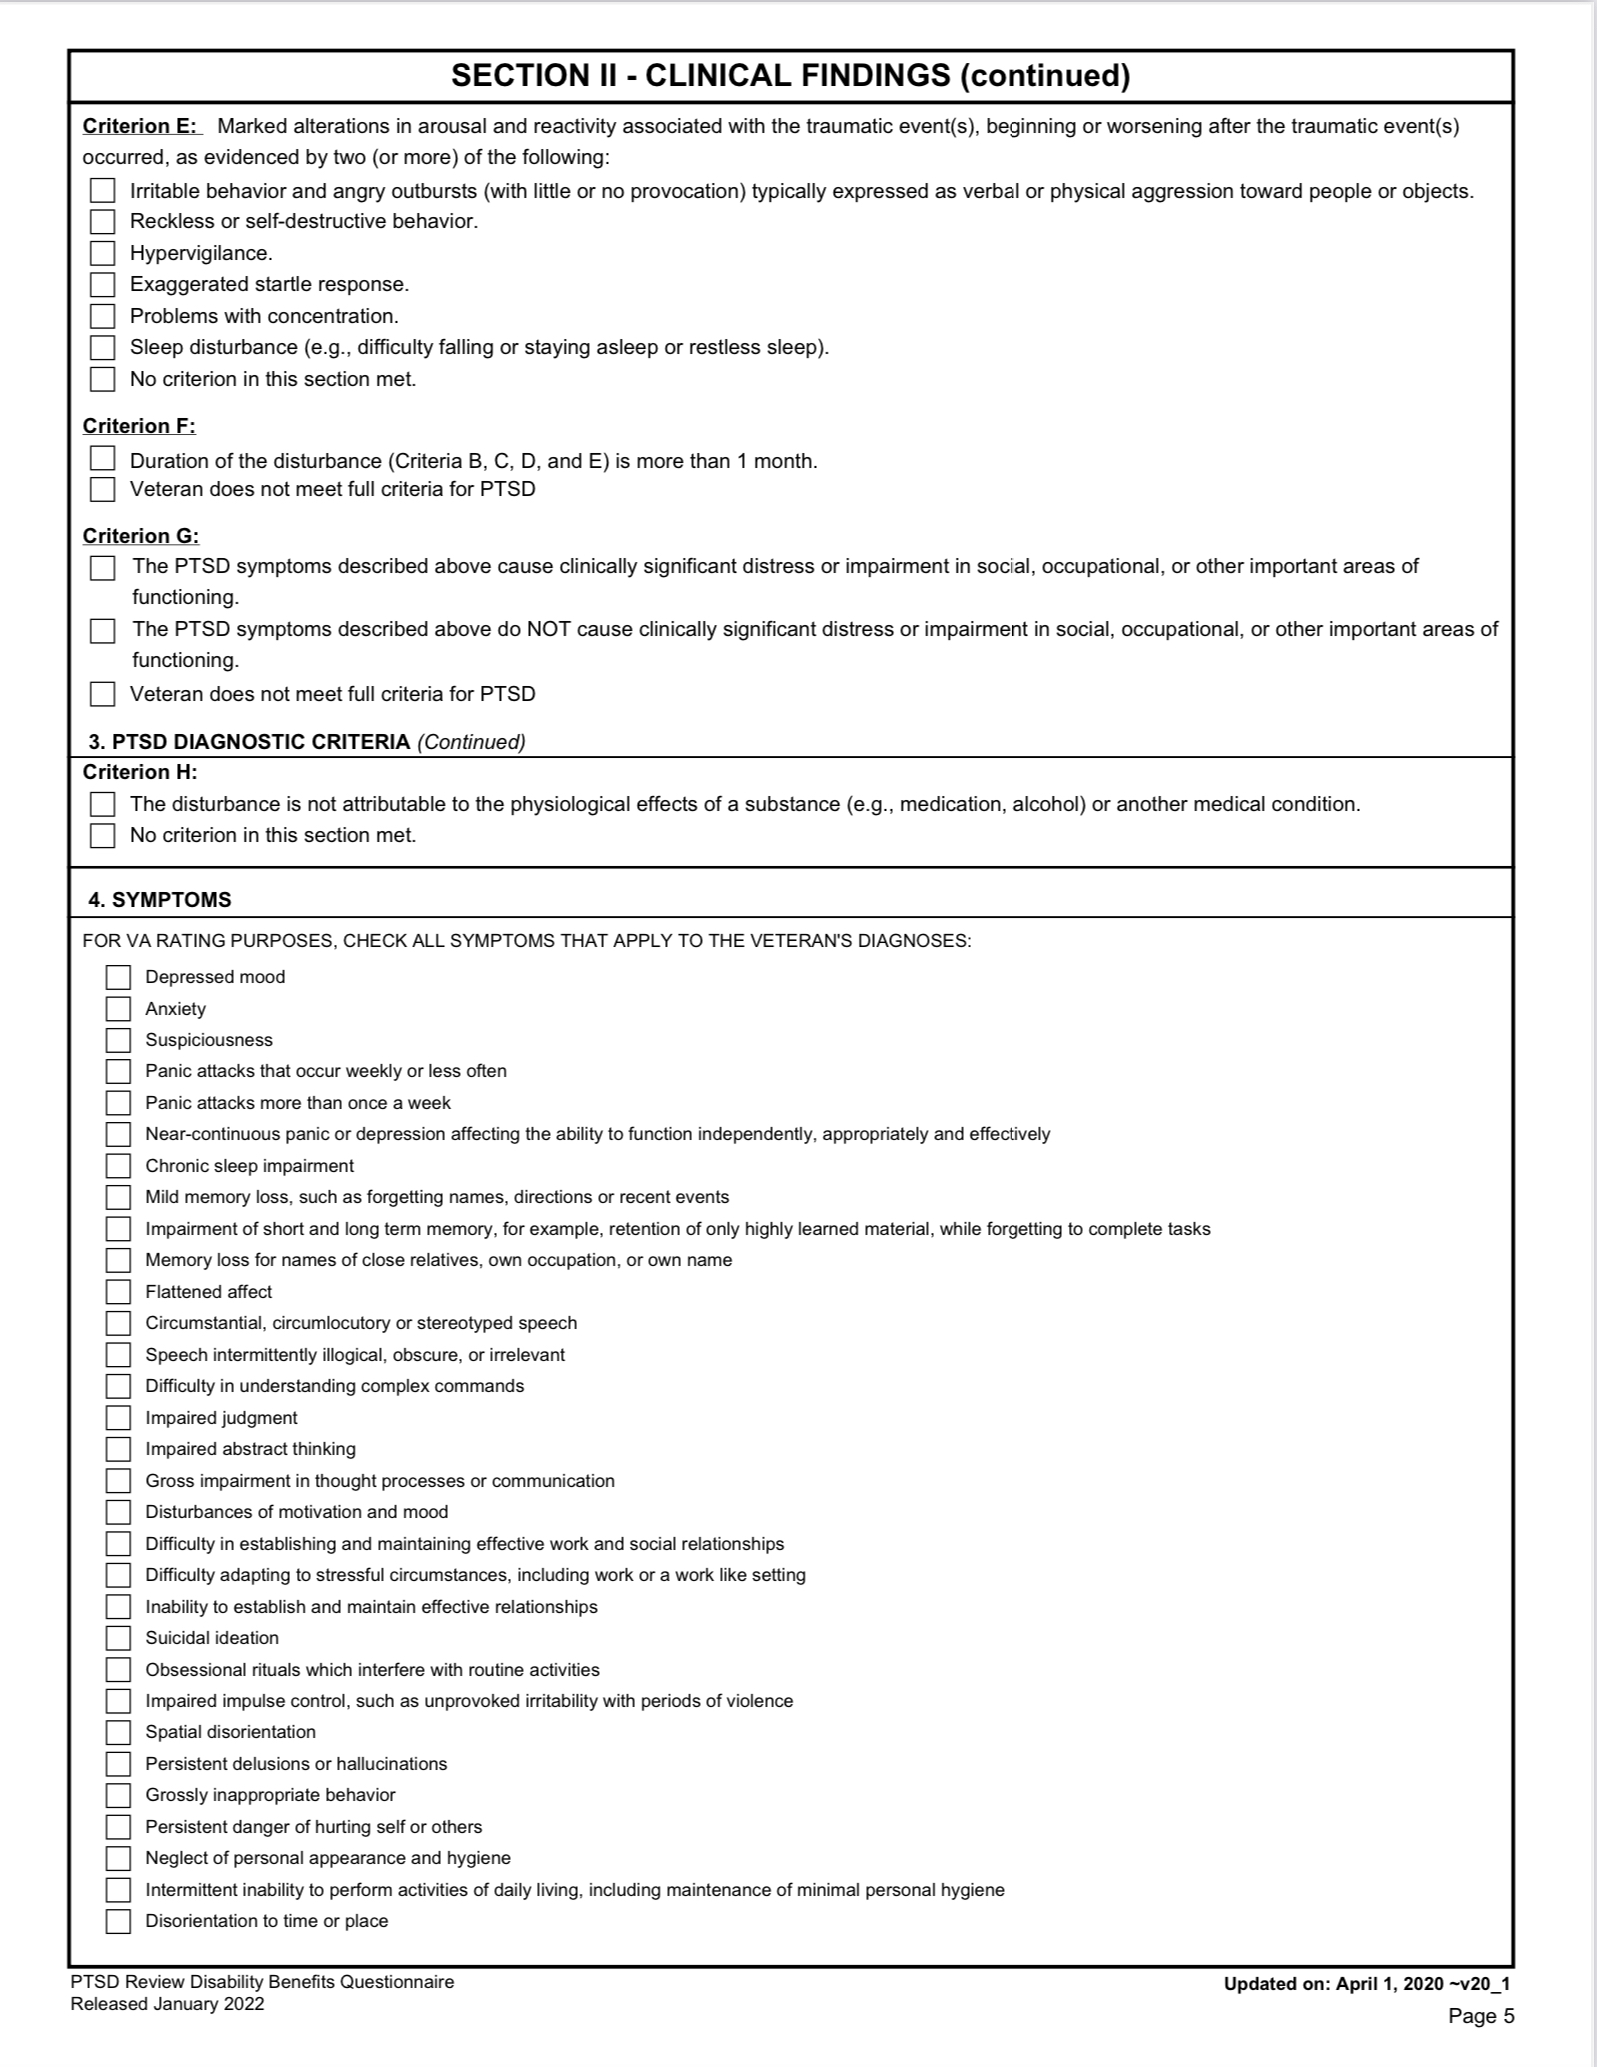 SECTION II - CLINICAL FINDINGS (continued)
Criterion E: Marked alterations in arousal and reactivity associated with the traumatic event(s), beginning or worsening after the traumatic event(s)
occurred, as evidenced by two (or more) of the following:
Irritable behavior and angry outbursts (with little or no provocation) typically expressed as verbal or physical aggression toward people or objects.
Reckless or self-destructive behavior.
Hypervigilance.
Exaggerated startle response.
Problems with concentration.
Sleep disturbance (e.g., difficulty falling or staying asleep or restless sleep).
No criterion in this section met.
Criterion F:
Duration of the disturbance (Criteria B, C, D, and E) is more than 1 month.
Veteran does not meet full criteria for PTSD
Criterion G:
The PTSD symptoms described above cause clinically significant distress or impairment in social, occupational, or other important areas of
functioning.
The PTSD symptoms described above do NOT cause clinically significant distress or impairment in social, occupational, or other important areas of
functioning.
Veteran does not meet full criteria for PTSD
3. PTSD DIAGNOSTIC CRITERIA (Continued)
Criterion H:
The disturbance is not attributable to the physiological effects of a substance (e.g., medication, alcohol) or another medical condition.
No criterion in this section met.
4. SYMPTOMS
FOR VA RATING PURPOSES, CHECK ALL SYMPTOMS THAT APPLY TO THE VETERAN'S DIAGNOSES:
Depressed mood
Anxiety
Suspiciousness
Panic attacks that occur weekly or less often
Panic attacks more than once a week
Near-continuous panic or depression affecting the ability to function independently, appropriately and effectively
Chronic sleep impairment
Mild memory loss, such as forgetting names, directions or recent events
Impairment of short and long term memory, for example, retention of only highly learned material, while forgetting to complete tasks
Memory loss for names of close relatives, own occupation, or own name
Flattened affect
Circumstantial, circumlocutory or stereotyped speech
Speech intermittently illogical, obscure, or irrelevant
Difficulty in understanding complex commands
Impaired judgment
Impaired abstract thinking
Gross impairment in thought processes or communication
Disturbances of motivation and mood
Difficulty in establishing and maintaining effective work and social relationships
Difficulty adapting to stressful circumstances, including work or a work like setting
Inability to establish and maintain effective relationships
Suicidal ideation
Obsessional rituals which interfere with routine activities
Impaired impulse control, such as unprovoked irritability with periods of violence
Spatial disorientation
Persistent delusions or hallucinations
Grossly inappropriate behavior
Persistent danger of hurting self or others
Neglect of personal appearance and hygiene
Intermittent inability to perform activities of daily living, including maintenance of minimal personal hygiene
Disorientation to time or place
PTSD Review Disability Benefits Questionnaire
Released January 2022
Updated on: April 1, 2020 ~v20_1
Page 5